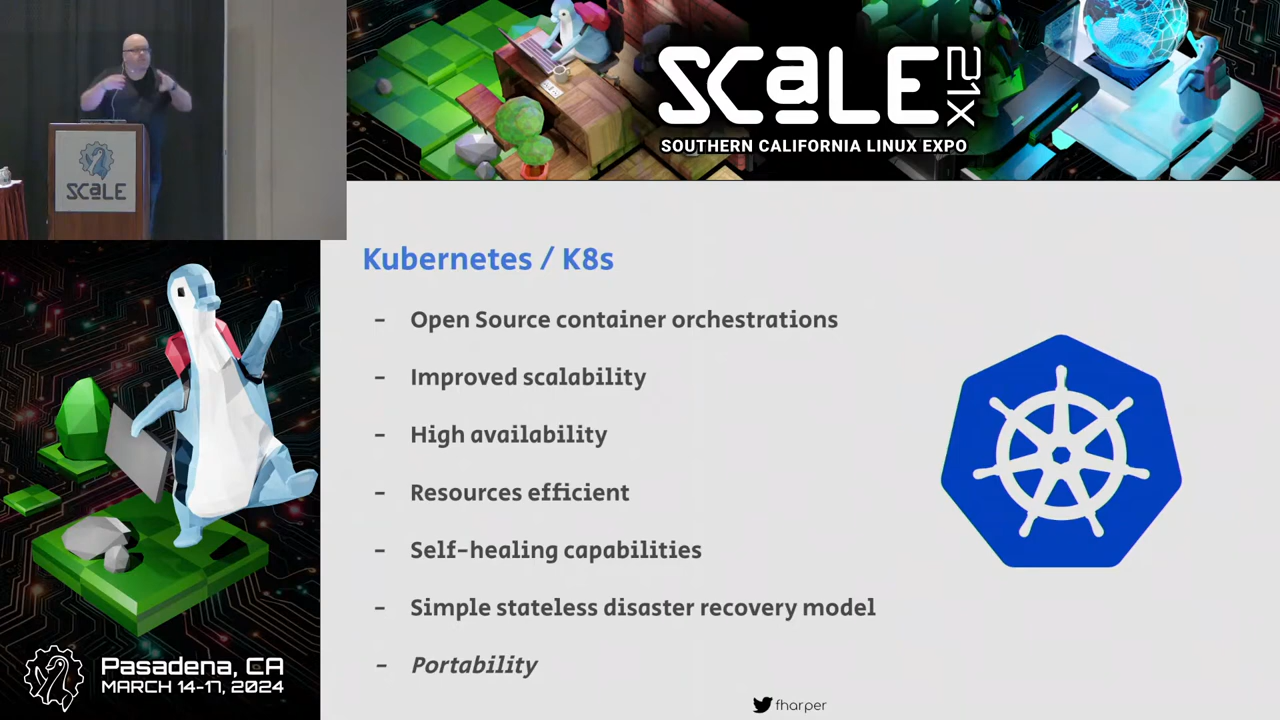 SCALE
SCALE 21X
SOUTHERN CALIFORNIA LINUX EXPO
Kubernetes / K8s
- Open Source container orchestrations
- Improved scalability
- High availability
- Resources efficient
- Self-healing capabilities
- Simple stateless disaster recovery model
- Portability
fharper
Pasadena, CA
MARCH 14-17, 2024